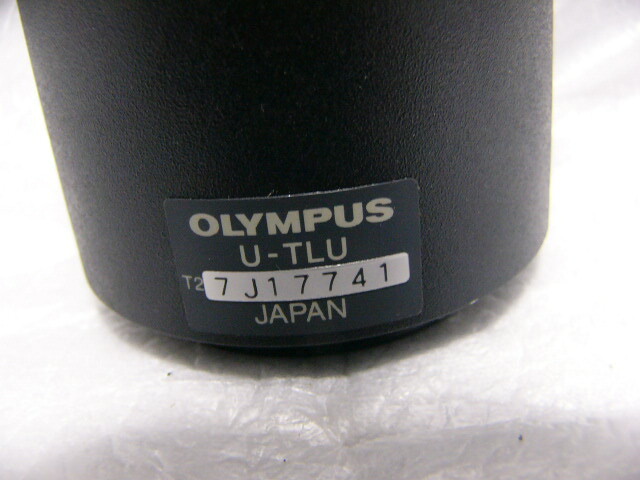 OLYMPUS
U-TLU
T2 7J17741
JAPAN